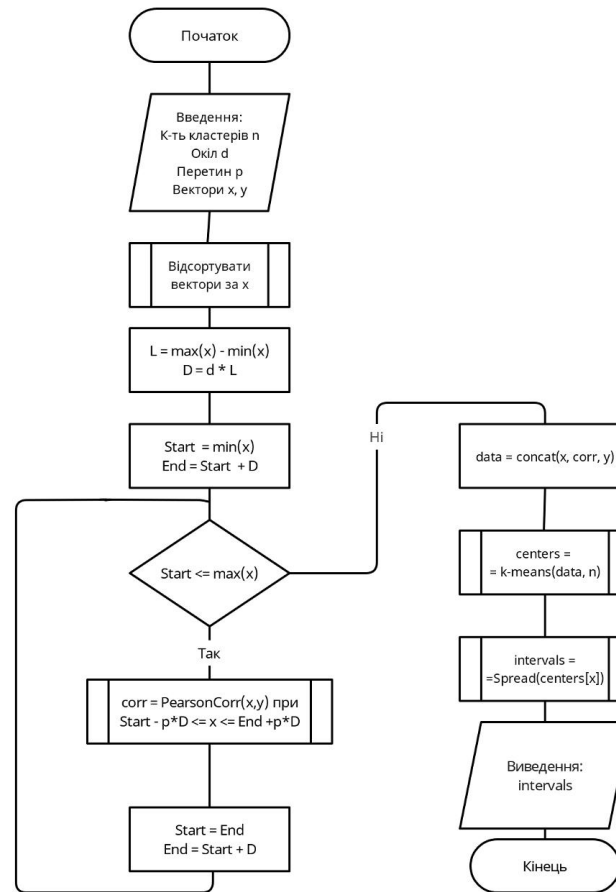 Початок
Введення:
К-ть кластерів n
Окіл d
Перетин p
Вектори x, y
Відсортувати
вектори за x
L = max(x) - min(x)
D = d * L
Start = min(x)
End = Start + D
Start <= max(x)
Так
corr = PearsonCorr(x,y) при
Start - p*D <= x <= End +p*D
Start = End
End = Start + D
Ні
data = concat(x, corr, y)
centers =
= k-means(data, n)
intervals =
=Spread(centers[x])
Виведення:
intervals
Кінець